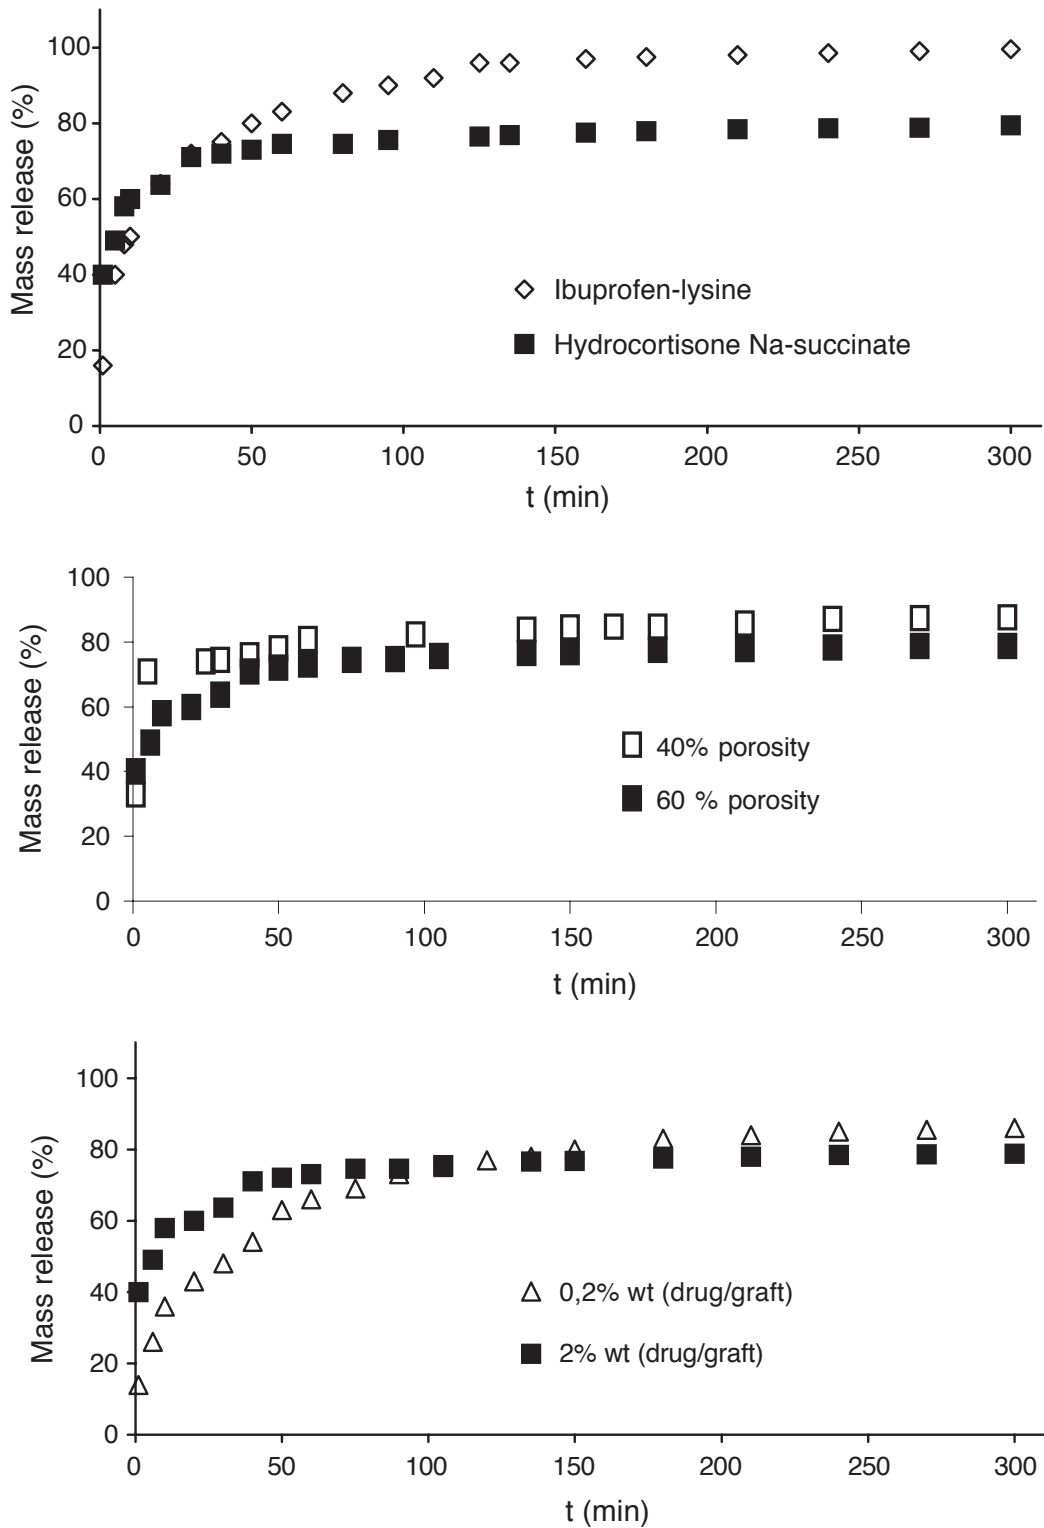 Mass release (%)
100
80
60
40
20
0
Ibuprofen-lysine
Hydrocortisone Na-succinate
0 50 100 150 200 250 300
t (min)
Mass release (%)
100
80
60
40
20
0
40% porosity
60 % porosity
0 50 100 150 200 250 300
t (min)
Mass release (%)
100
80
60
40
20
0
0,2% wt (drug/graft)
2% wt (drug/graft)
0 50 100 150 200 250 300
t (min)